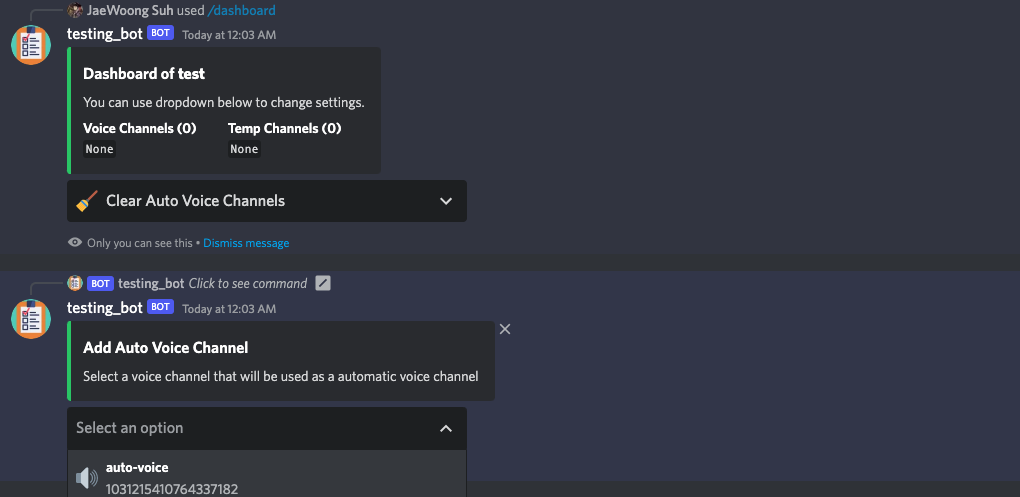 JaeWoong Suh used /dashboard
testing_bot BOT Today at 12:03 AM
Dashboard of test
You can use dropdown below to change settings.
Voice Channels (0) Temp Channels (0)
None None
Clear Auto Voice Channels
Only you can see this • Dismiss message
BOT testing_bot Click to see command
testing_bot BOT Today at 12:03 AM
Add Auto Voice Channel
Select a voice channel that will be used as a automatic voice channel
Select an option
auto-voice
1031215410764337182